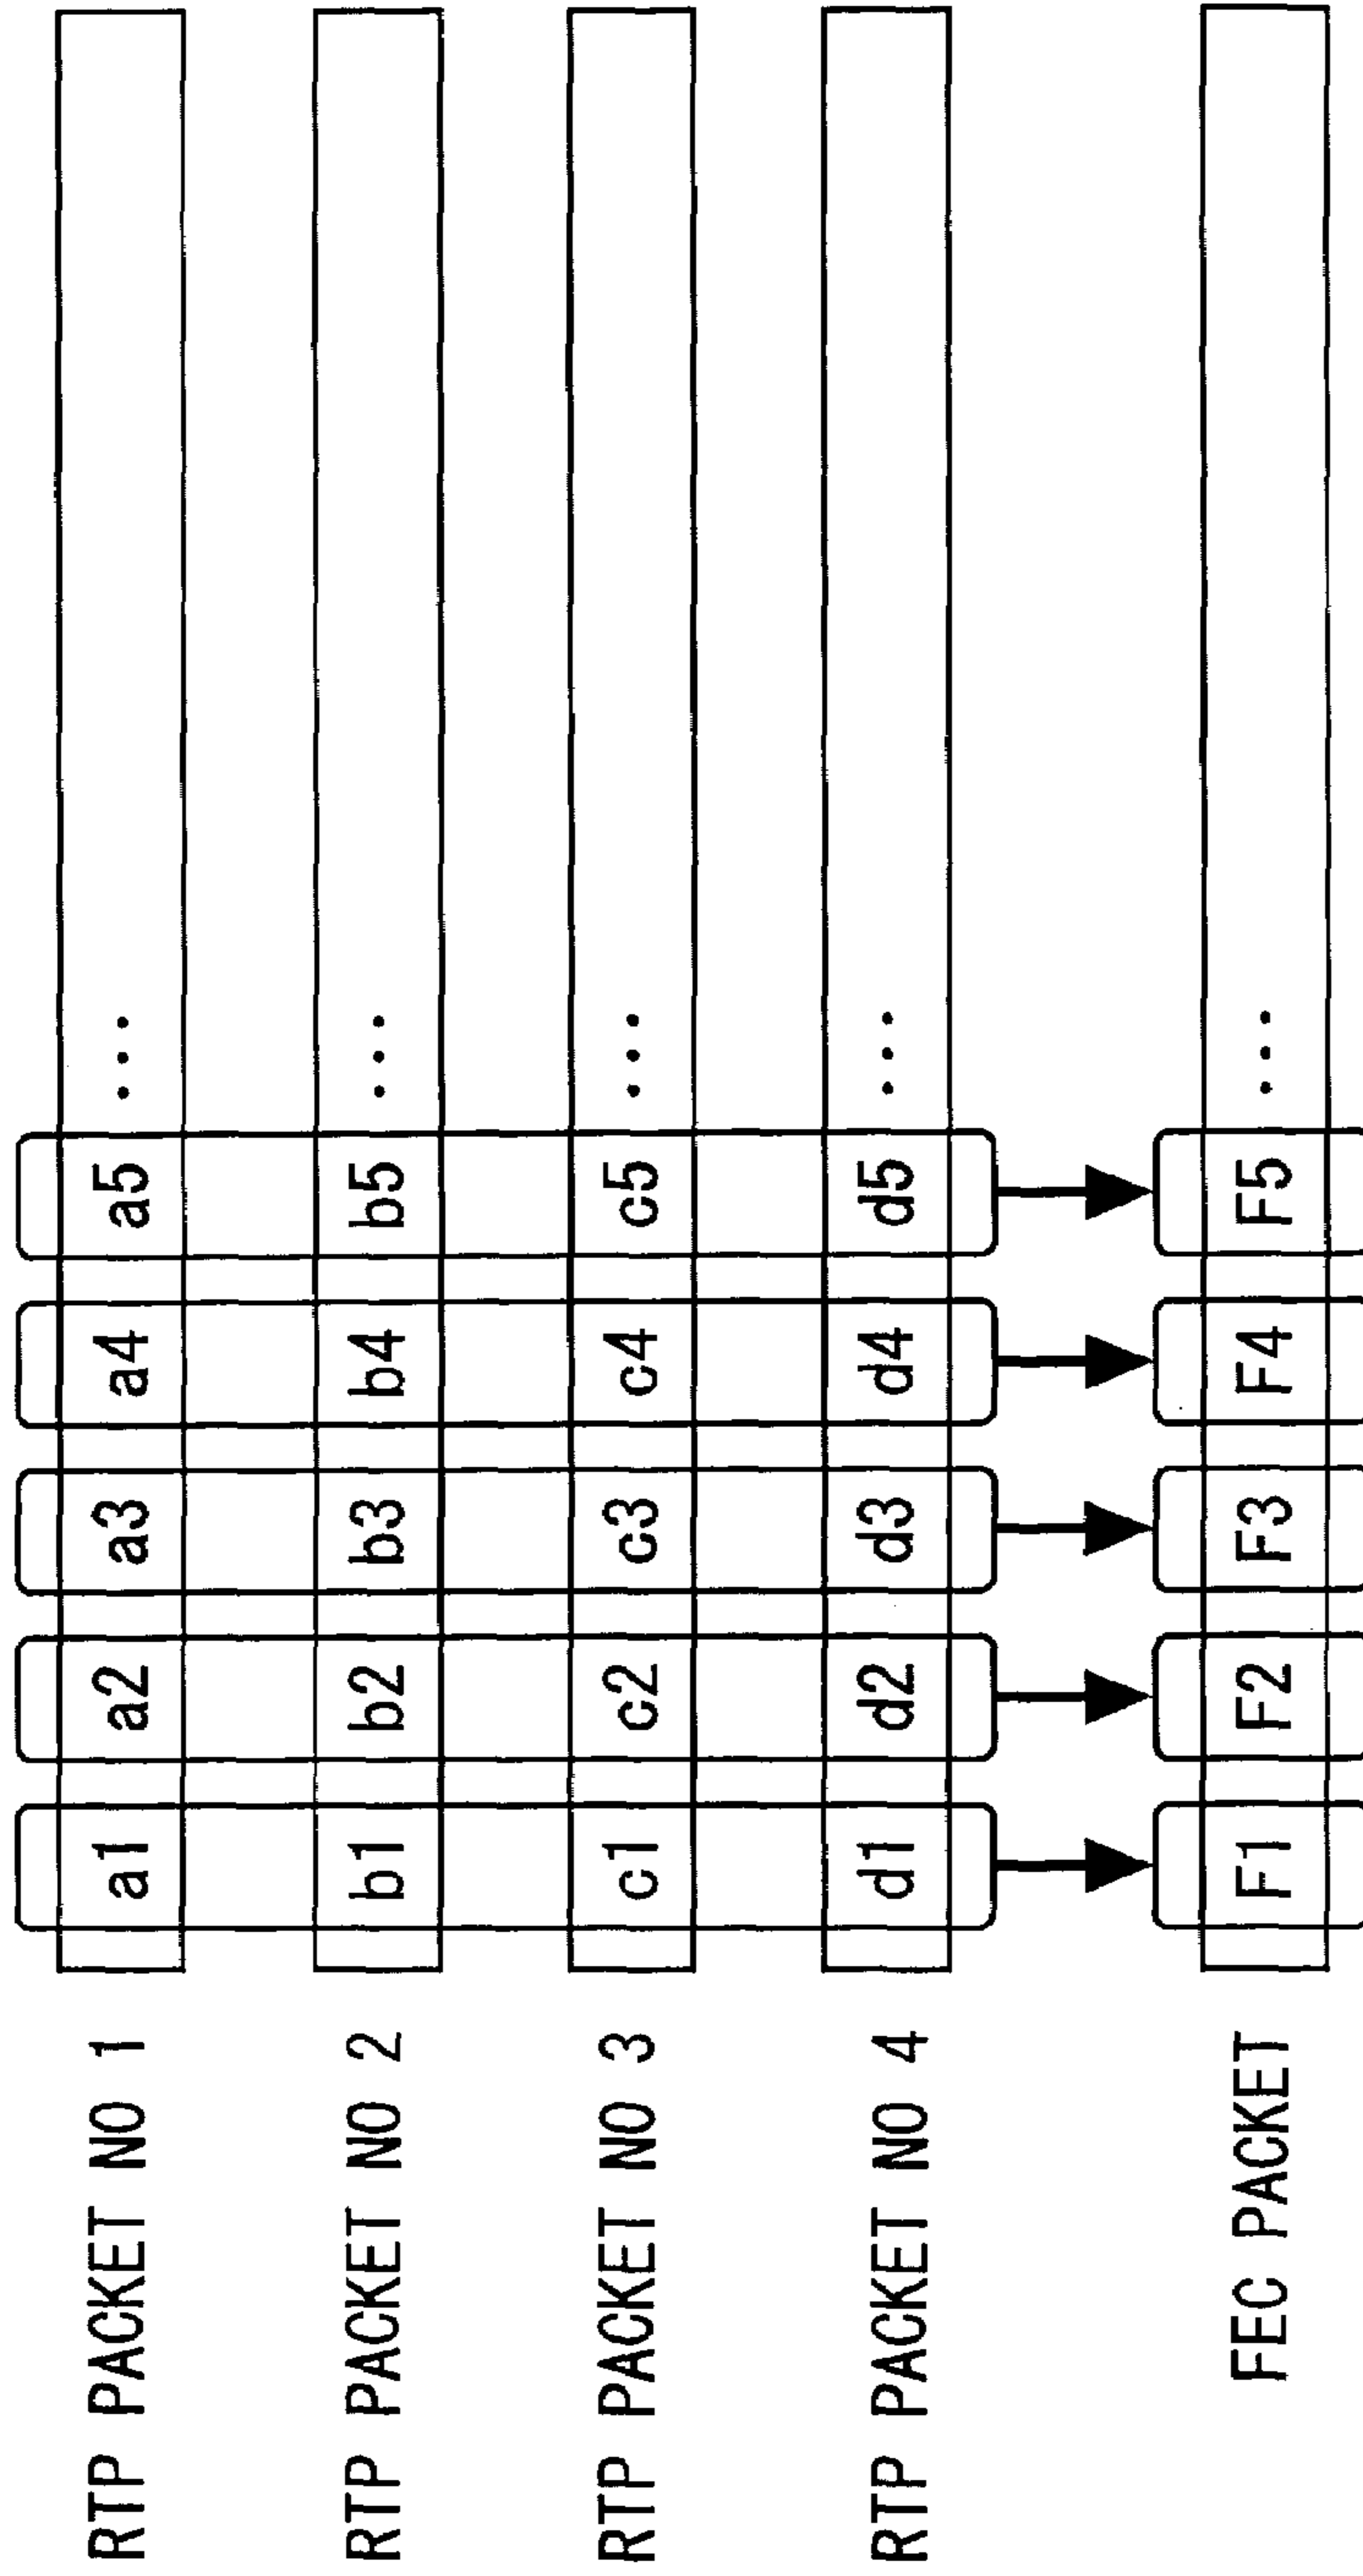 RTP PACKET NO 1 a1 a2 a3 a4 a5 ...
RTP PACKET NO 2 b1 b2 b3 b4 b5 ...
RTP PACKET NO 3 c1 c2 c3 c4 c5 ...
RTP PACKET NO 4 d1 d2 d3 d4 d5 ...
FEC PACKET F1 F2 F3 F4 F5 ...